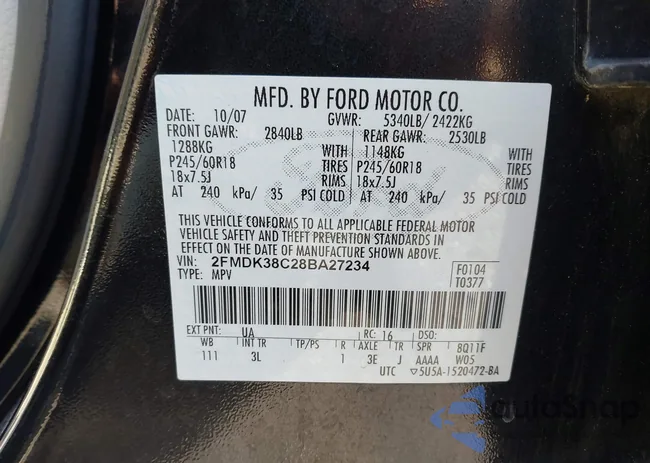 MFD. BY FORD MOTOR CO.
DATE: 10/07 GVWR: 5340LB/ 2422KG
FRONT GAWR: 2840LB REAR GAWR: 2530LB
1288KG WITH 1148KG WITH
P245/60R18 TIRES P245/60R18 TIRES
18x7.5J RIMS 18x7.5J RIMS
AT 240 kPa/ 35 PSI COLD AT 240 kPa/ 35 PSI COLD
THIS VEHICLE CONFORMS TO ALL APPLICABLE FEDERAL MOTOR
VEHICLE SAFETY AND THEFT PREVENTION STANDARDS IN
EFFECT ON THE DATE OF MANUFACTURE SHOWN ABOVE.
VIN: 2FMDK38C28BA27234 F0104
TYPE: MPV T0377
EXT PNT: UA RC: 16 DSO:
WB INT TR TP/PS R AXLE TR SPR 8Q11F
111 3L 1 3E J AAAA W05
UTC ▽5U5A-1520472-BA
AutoSnap